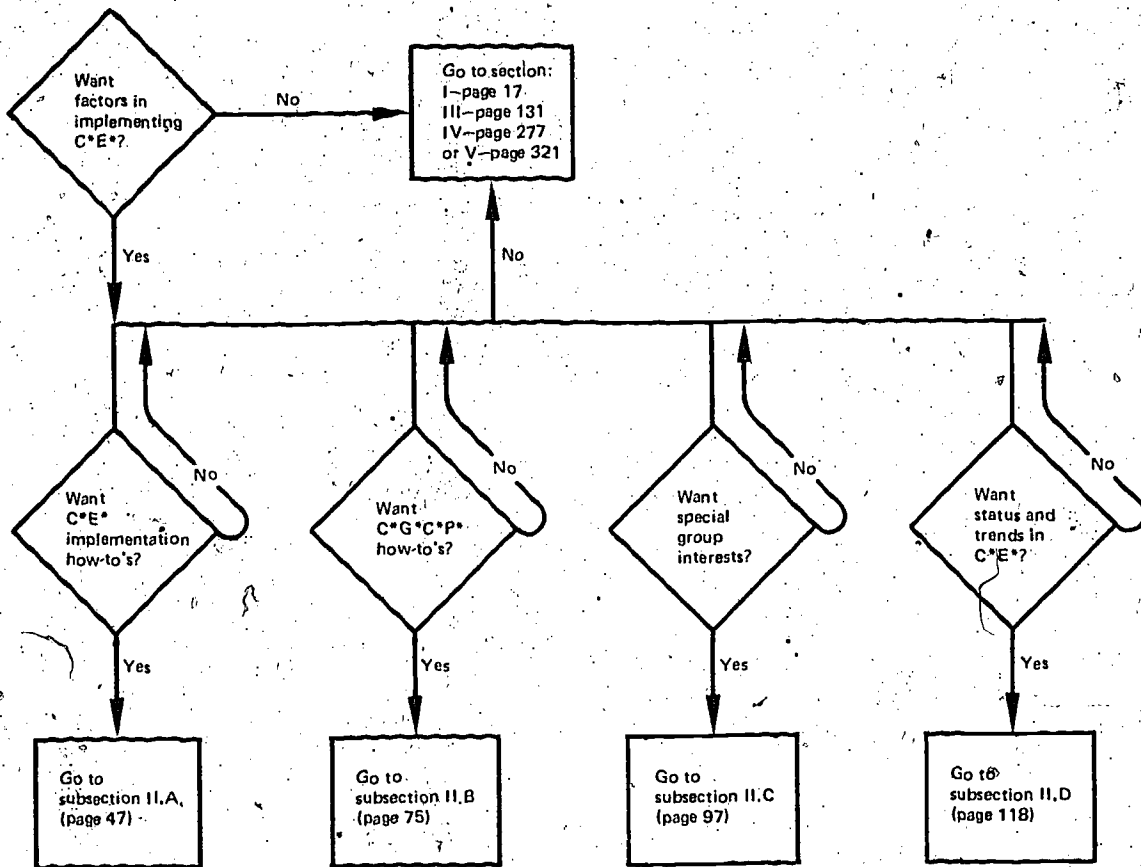 Want
factors in
implementing
C*E*?
No
Go to section:
I—page 17
III—page 131
IV—page 277
or V—page 321
Yes
No
Want
C*E*
implementation
how-to's?
No
Want
C*G*C*P*
how-to's?
No
Want
special
group
interests?
No
Want
status and
trends in
C*E*?
No
Yes
Yes
Yes
Yes
Go to
subsection II.A.
(page 47)
Go to
subsection II.B
(page 75)
Go to
subsection II.C
(page 97)
Go to
subsection II.D
(page 118)